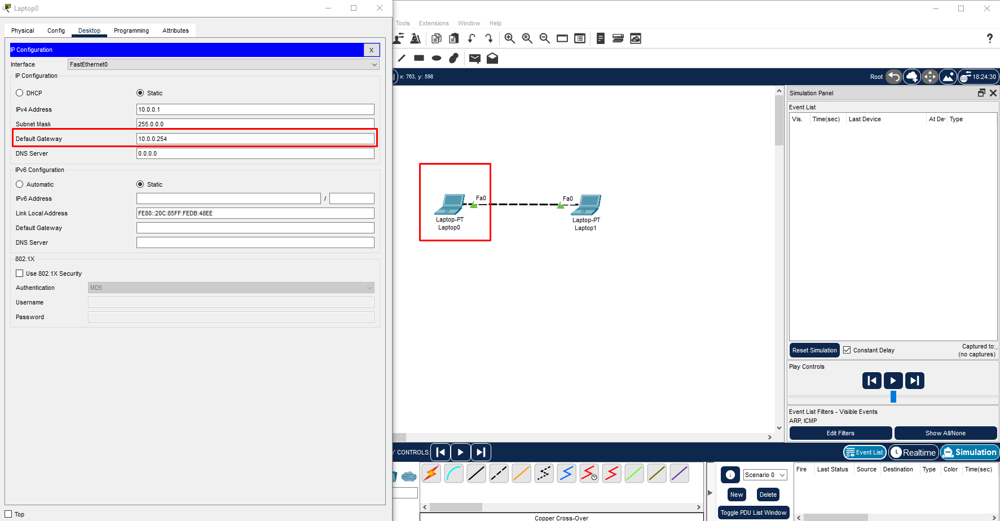 Laptop0
Physical Config Desktop Programming Attributes
IP Configuration X
Interface FastEthernet0
IP Configuration
DHCP Static
IPv4 Address 10.0.0.1
Subnet Mask 255.0.0.0
Default Gateway 10.0.0.254
DNS Server 0.0.0.0
IPv6 Configuration
Automatic Static
IPv6 Address /
Link Local Address FE80::20C:85FF:FEDB:48EE
Default Gateway
DNS Server
802.1X
Use 802.1X Security
Authentication MD5
Username
Password
Top
Tools Extensions Window Help
?
x: 763, y: 598 Root 18:24:30
Fa0 Fa0
Laptop-PT Laptop-PT
Laptop0 Laptop1
Simulation Panel
Event List
Vis. Time(sec) Last Device At Dev Type
Reset Simulation Constant Delay Captured to:
(no captures)
Play Controls
Event List Filters - Visible Events
ARP, ICMP
Edit Filters Show All/None
Y CONTROLS: Event List Realtime Simulation
Scenario 0
New Delete
Toggle PDU List Window
Fire Last Status Source Destination Type Color Time(sec)
Copper Cross-Over